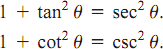 1 + tan² θ = sec² θ.
1 + cot² θ = csc² θ.